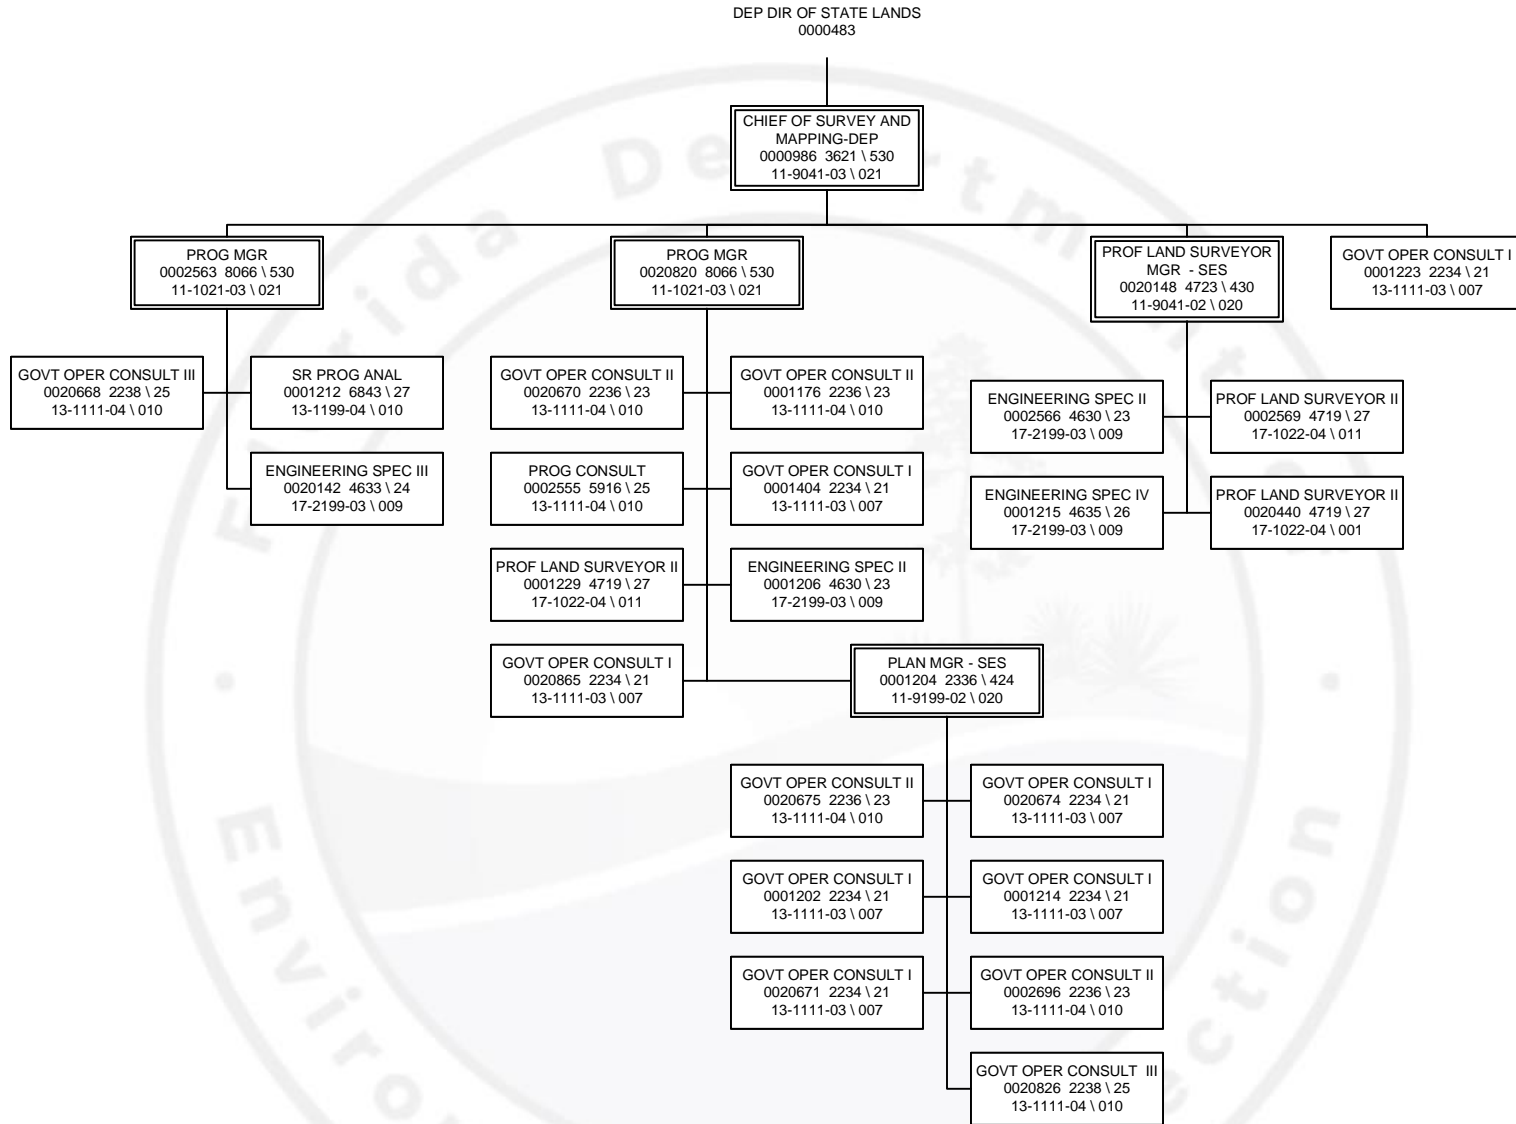 DEP DIR OF STATE LANDS
0000483
CHIEF OF SURVEY AND
MAPPING-DEP
0000986 3621 \ 530
11-9041-03 \ 021
PROG MGR
0002563 8066 \ 530
11-1021-03 \ 021
PROG MGR
0020820 8066 \ 530
11-1021-03 \ 021
PROF LAND SURVEYOR
MGR - SES
0020148 4723 \ 430
11-9041-02 \ 020
GOVT OPER CONSULT I
0001223 2234 \ 21
13-1111-03 \ 007
GOVT OPER CONSULT III
0020668 2238 \ 25
13-1111-04 \ 010
SR PROG ANAL
0001212 6843 \ 27
13-1199-04 \ 010
ENGINEERING SPEC III
0020142 4633 \ 24
17-2199-03 \ 009
GOVT OPER CONSULT II
0020670 2236 \ 23
13-1111-04 \ 010
GOVT OPER CONSULT II
0001176 2236 \ 23
13-1111-04 \ 010
PROG CONSULT
0002555 5916 \ 25
13-1111-04 \ 010
GOVT OPER CONSULT I
0001404 2234 \ 21
13-1111-03 \ 007
PROF LAND SURVEYOR II
0001229 4719 \ 27
17-1022-04 \ 011
ENGINEERING SPEC II
0001206 4630 \ 23
17-2199-03 \ 009
GOVT OPER CONSULT I
0020865 2234 \ 21
13-1111-03 \ 007
PLAN MGR - SES
0001204 2336 \ 424
11-9199-02 \ 020
ENGINEERING SPEC II
0002566 4630 \ 23
17-2199-03 \ 009
PROF LAND SURVEYOR II
0002569 4719 \ 27
17-1022-04 \ 011
ENGINEERING SPEC IV
0001215 4635 \ 26
17-2199-03 \ 009
PROF LAND SURVEYOR II
0020440 4719 \ 27
17-1022-04 \ 001
GOVT OPER CONSULT II
0020675 2236 \ 23
13-1111-04 \ 010
GOVT OPER CONSULT I
0020674 2234 \ 21
13-1111-03 \ 007
GOVT OPER CONSULT I
0001202 2234 \ 21
13-1111-03 \ 007
GOVT OPER CONSULT I
0001214 2234 \ 21
13-1111-03 \ 007
GOVT OPER CONSULT I
0020671 2234 \ 21
13-1111-03 \ 007
GOVT OPER CONSULT II
0002696 2236 \ 23
13-1111-04 \ 010
GOVT OPER CONSULT III
0020826 2238 \ 25
13-1111-04 \ 010
Florida